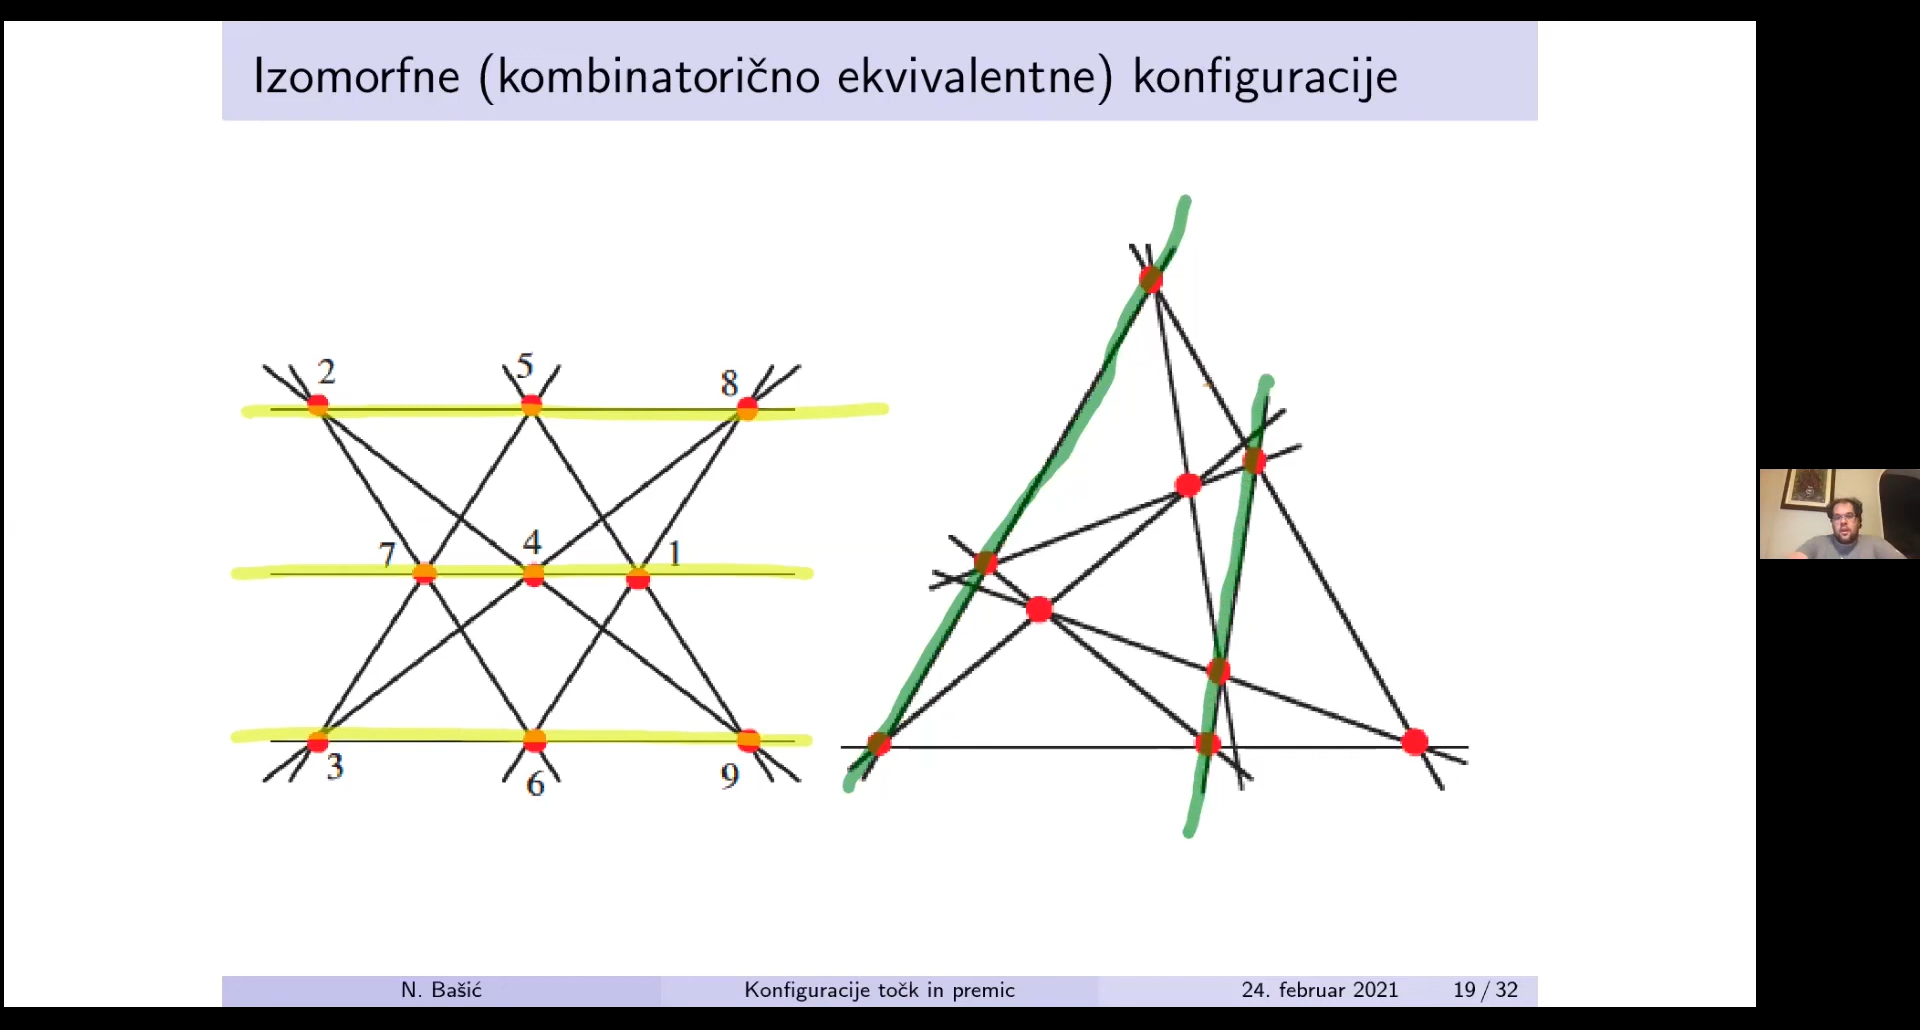 Izomorfne (kombinatorično ekvivalentne) konfiguracije
2 5 8
7 4 1
3 6 9
N. Bašić Konfiguracije točk in premic 24. februar 2021 19 / 32